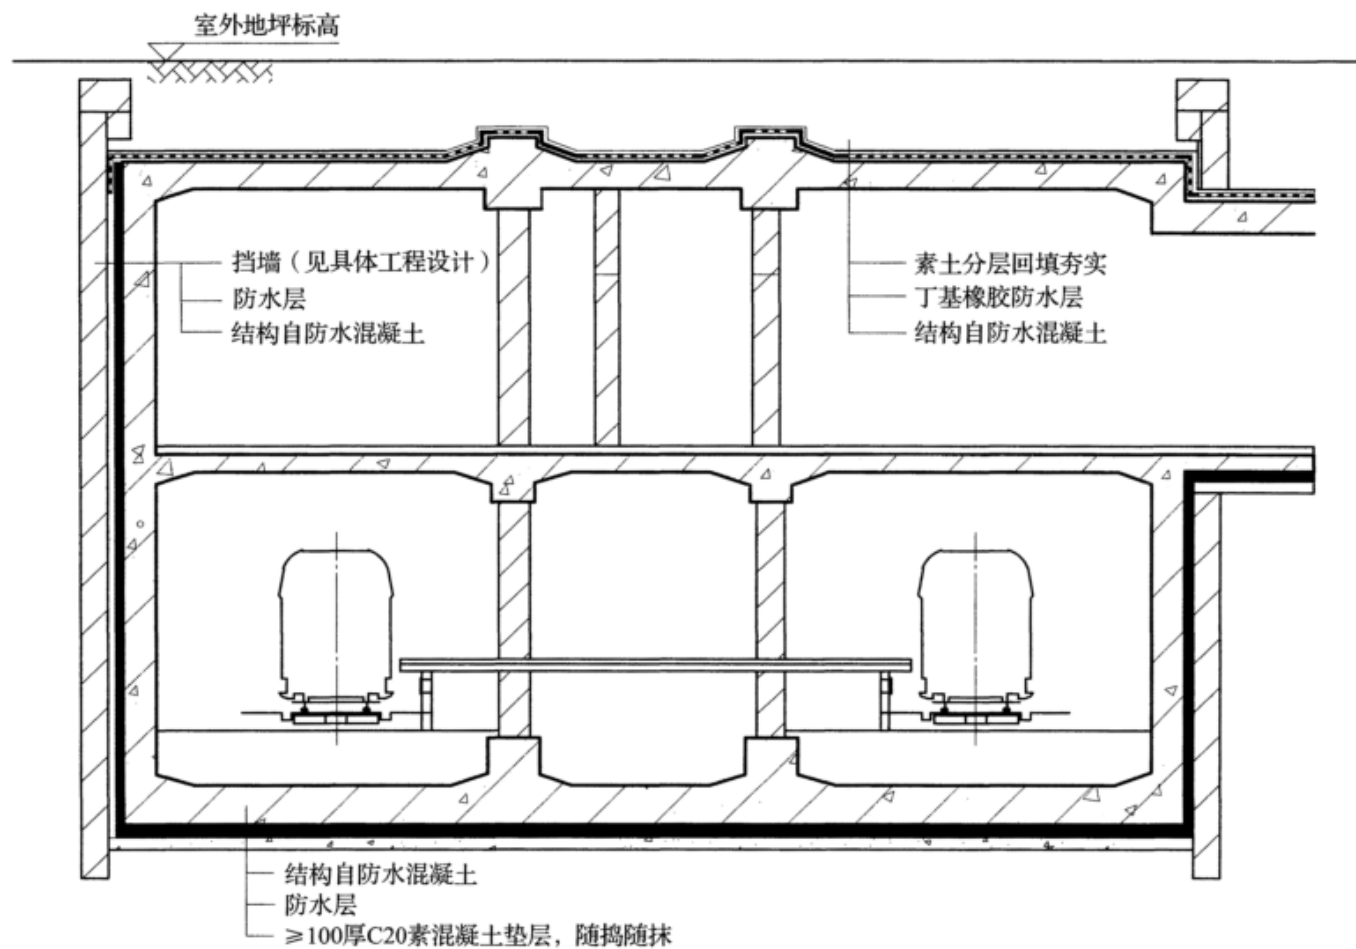 室外地坪标高
挡墙（见具体工程设计）
防水层
结构自防水混凝土
素土分层回填夯实
丁基橡胶防水层
结构自防水混凝土
结构自防水混凝土
防水层
≥100厚C20素混凝土垫层，随捣随抹